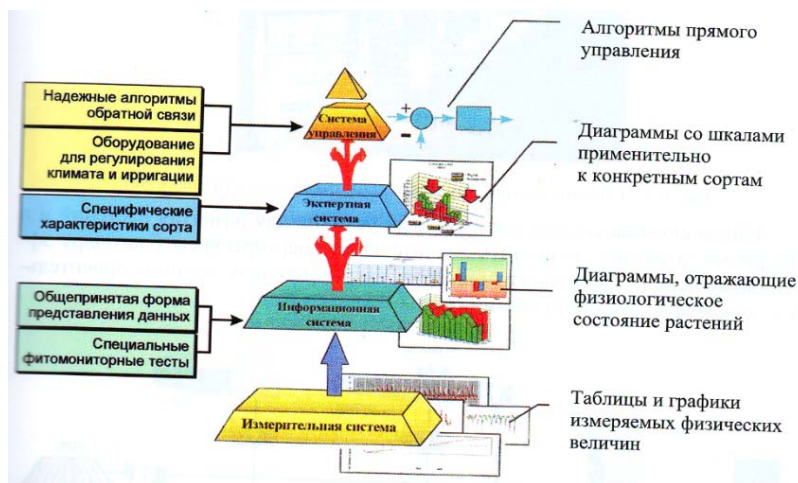 Алгоритмы прямого
управления
Надежные алгоритмы
обратной связи
Оборудование
для регулирования
климата и ирригации
Система
управления
+
−
Диаграммы со шкалами
применительно
к конкретным сортам
Специфические
характеристики сорта
Экспертная
система
Диаграммы, отражающие
физиологическое
состояние растений
Общепринятая форма
представления данных
Специальные
фитомониторные тесты
Информационная
система
Таблицы и графики
измеряемых физических
величин
Измерительная система